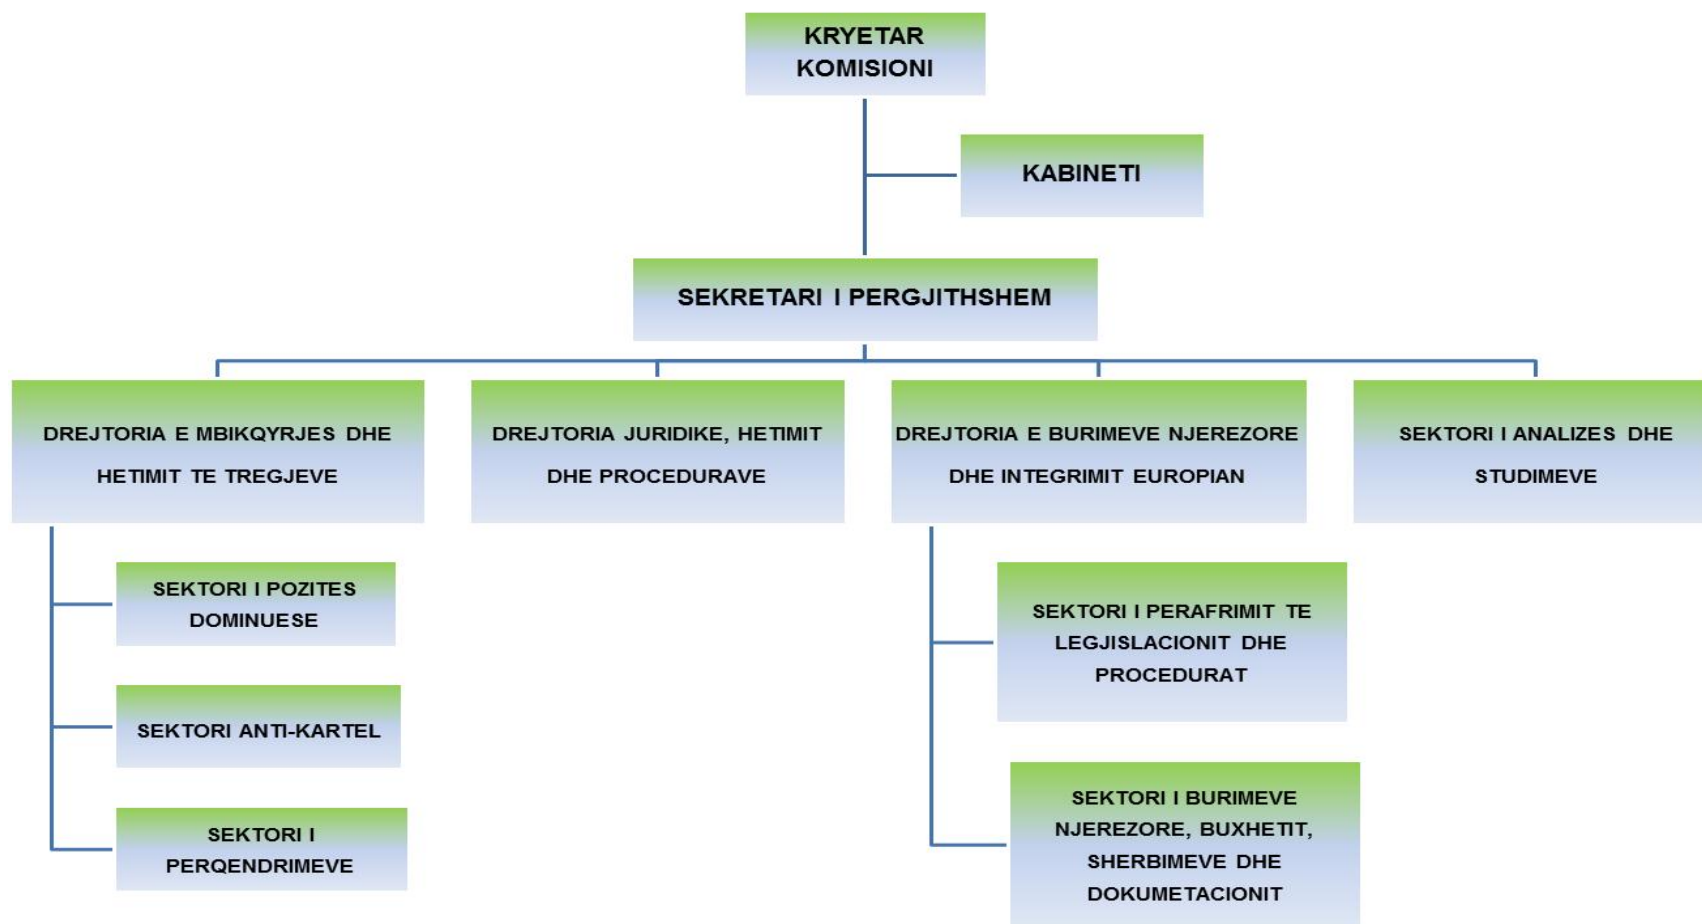 KRYETAR
KOMISIONI
KABINETI
SEKRETARI I PERGJITHSHEM
DREJTORIA E MBIKQYRJES DHE
HETIMIT TE TREGJEVE
DREJTORIA JURIDIKE, HETIMIT
DHE PROCEDURAVE
DREJTORIA E BURIMEVE NJEREZORE
DHE INTEGRIMIT EUROPIAN
SEKTORI I ANALIZES DHE
STUDIMEVE
SEKTORI I POZITES
DOMINUESE
SEKTORI ANTI-KARTEL
SEKTORI I
PERQENDRIMEVE
SEKTORI I PERAFRIMIT TE
LEGJISLACIONIT DHE
PROCEDURAT
SEKTORI I BURIMEVE
NJEREZORE, BUXHETIT,
SHERBIMEVE DHE
DOKUMETACIONIT